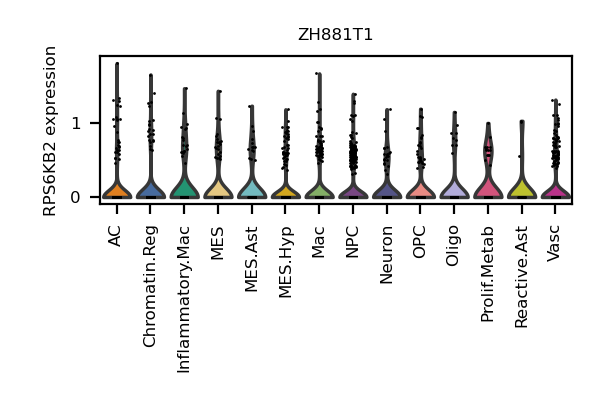 ZH881T1
RPS6KB2 expression
1
0
AC
Chromatin.Reg
Inflammatory.Mac
MES
MES.Ast
MES.Hyp
Mac
NPC
Neuron
OPC
Oligo
Prolif.Metab
Reactive.Ast
Vasc